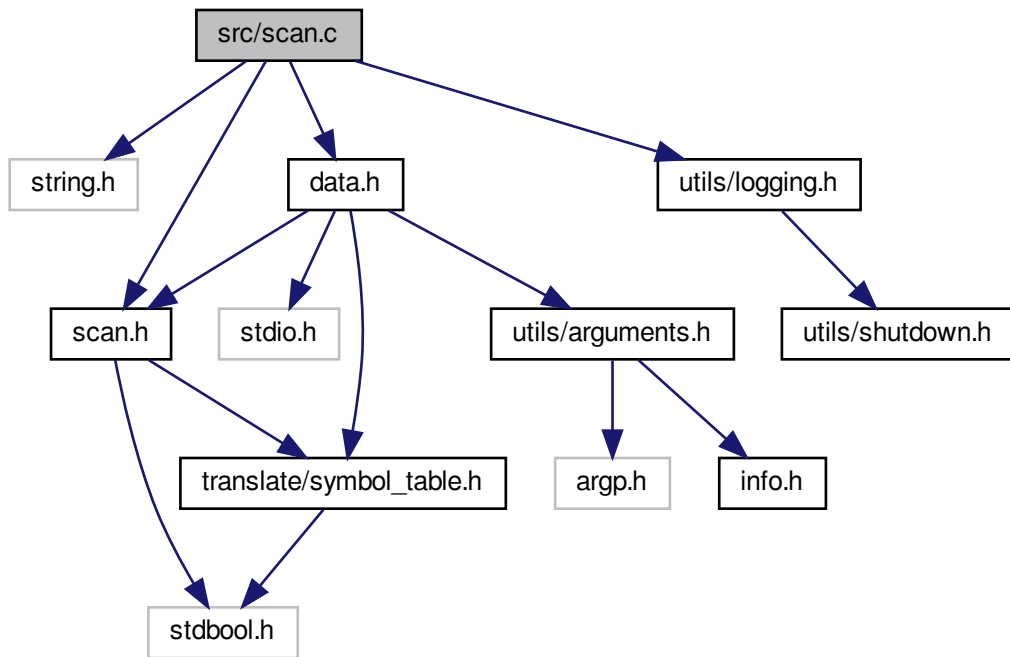 src/scan.c
string.h
data.h
utils/logging.h
scan.h
stdio.h
utils/arguments.h
utils/shutdown.h
translate/symbol_table.h
argp.h
info.h
stdbool.h